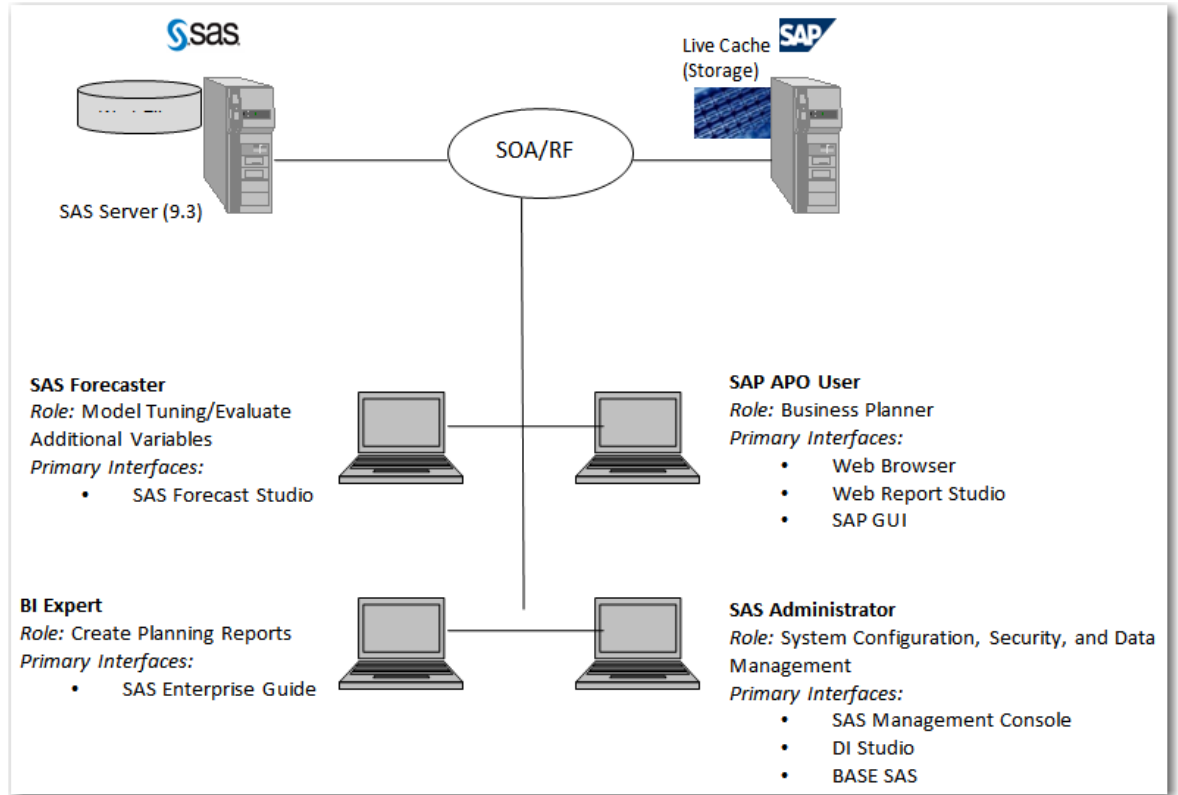 sas
SAP
Live Cache
(Storage)
SOA/RF
SAS Server (9.3)
SAS Forecaster
Role: Model Tuning/Evaluate
Additional Variables
Primary Interfaces:
• SAS Forecast Studio
SAP APO User
Role: Business Planner
Primary Interfaces:
• Web Browser
• Web Report Studio
• SAP GUI
BI Expert
Role: Create Planning Reports
Primary Interfaces:
• SAS Enterprise Guide
SAS Administrator
Role: System Configuration, Security, and Data
Management
Primary Interfaces:
• SAS Management Console
• DI Studio
• BASE SAS